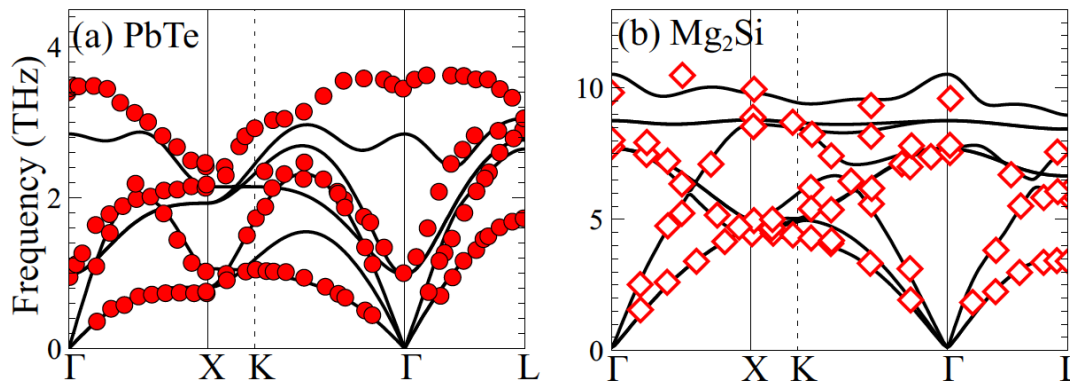 (a) PbTe
(b) Mg₂Si
Frequency (THz)
4
2
0
10
5
0
Γ X K Γ L
Γ X K Γ L